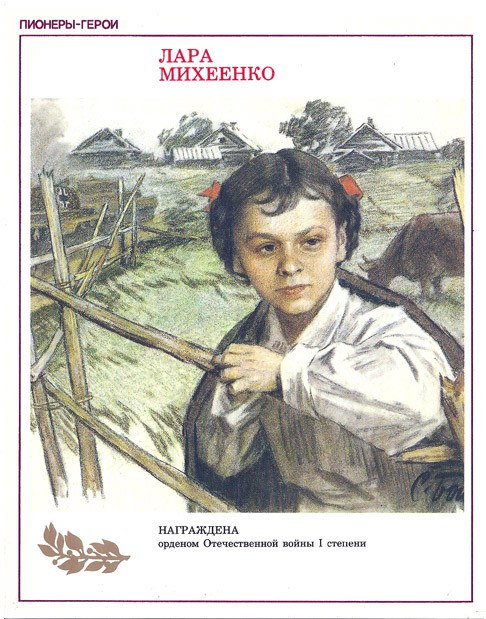 ПИОНЕРЫ-ГЕРОИ
ЛАРА
МИХЕЕНКО
НАГРАЖДЕНА
орденом Отечественной войны I степени